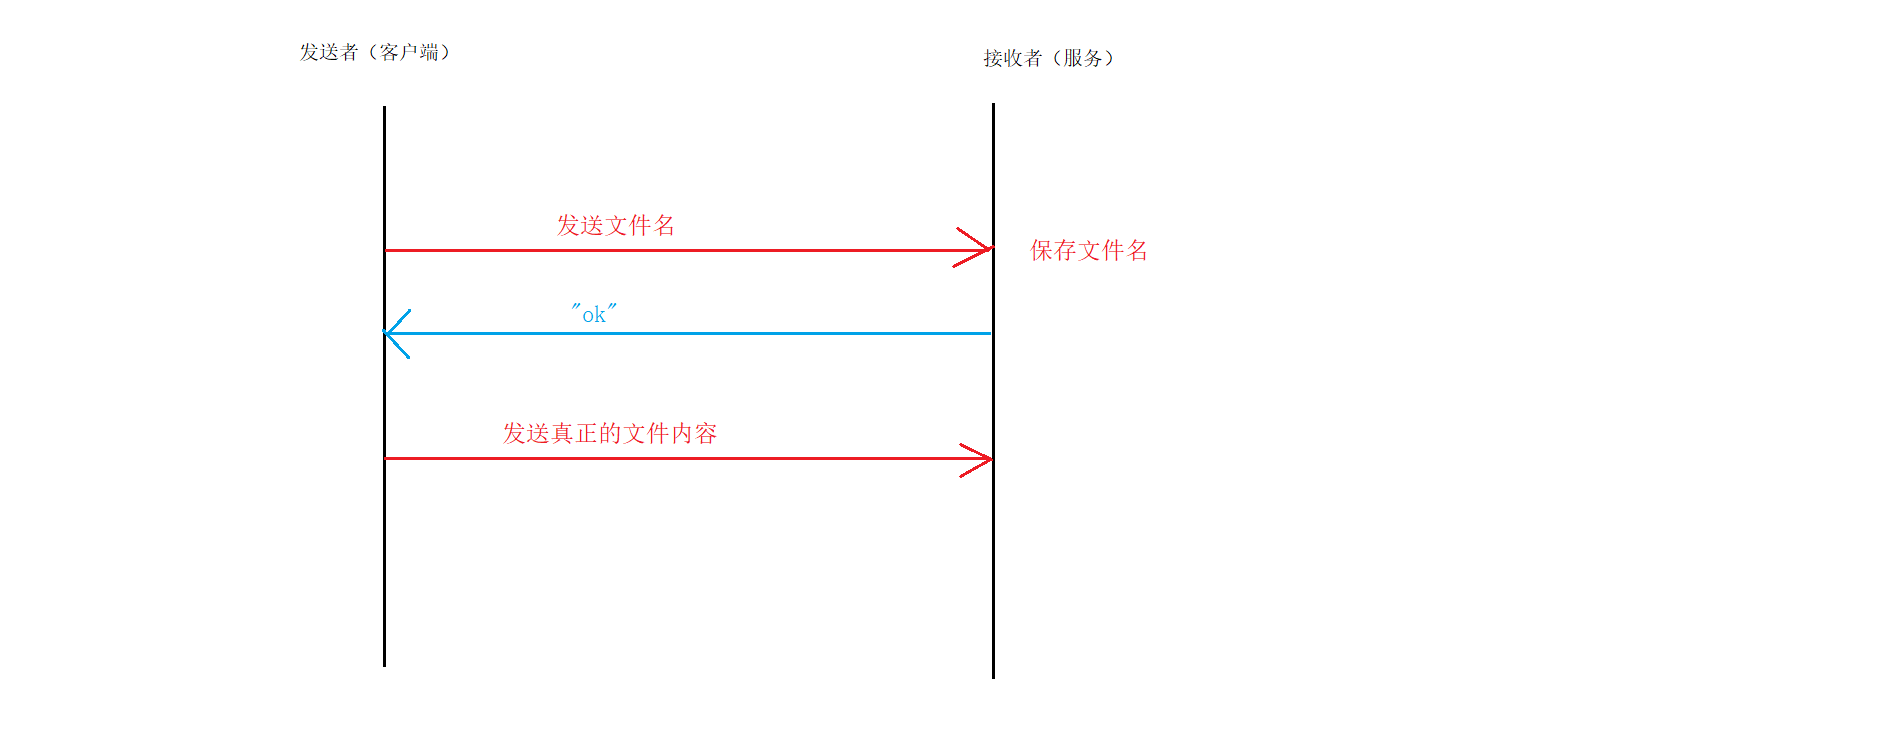 发送者（客户端）
接收者（服务）
发送文件名
保存文件名
"ok"
发送真正的文件内容